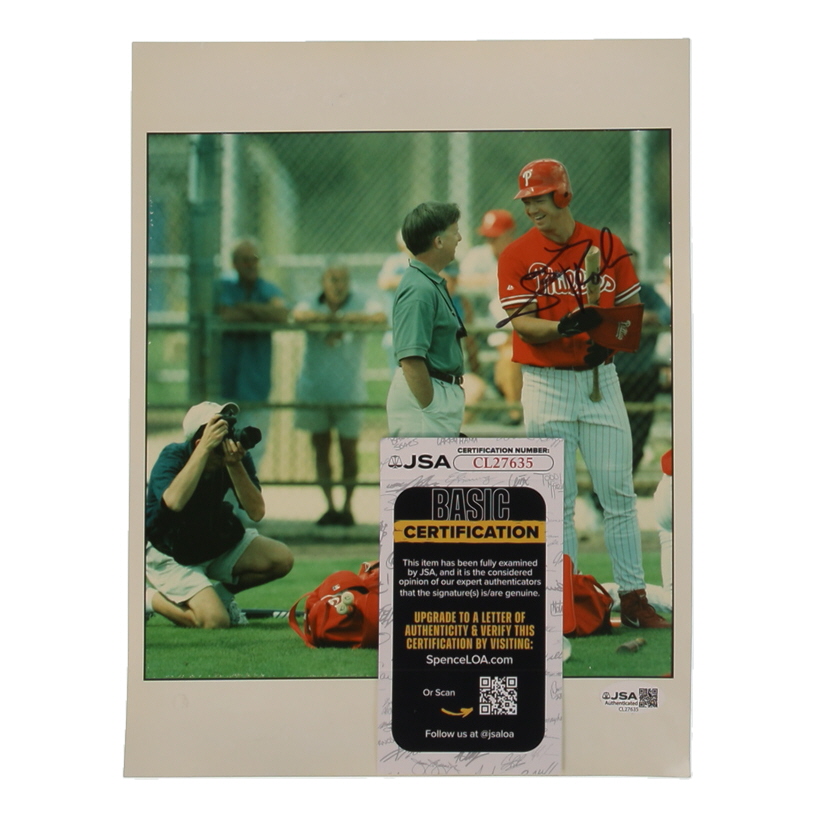 P
Phillies
JSA
CERTIFICATION NUMBER:
CL27635
BASIC
CERTIFICATION
This item has been fully examined
by JSA, and it is the considered
opinion of our expert authenticators
that the signature(s) is/are genuine.
UPGRADE TO A LETTER OF
AUTHENTICITY & VERIFY THIS
CERTIFICATION BY VISITING:
SpenceLOA.com
Or Scan
Follow us at @jsaloa
JSA
Authenticated
CL27635